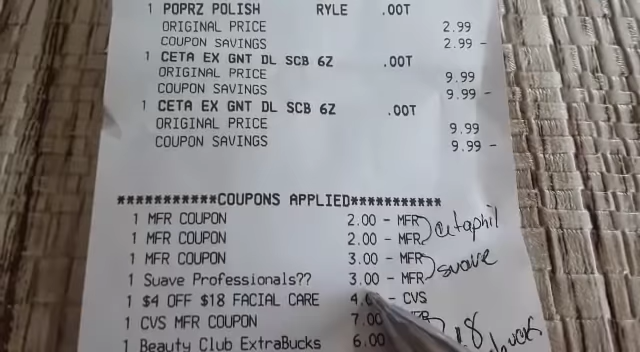 1 POPRZ POLISH RYLE .00T
ORIGINAL PRICE 2.99
COUPON SAVINGS 2.99 -
1 CETA EX GNT DL SCB 6Z .00T
ORIGINAL PRICE 9.99
COUPON SAVINGS 9.99 -
1 CETA EX GNT DL SCB 6Z .00T
ORIGINAL PRICE 9.99
COUPON SAVINGS 9.99 -
***********COUPONS APPLIED***********
1 MFR COUPON 2.00 - MFR
1 MFR COUPON 2.00 - MFR cetaphil
1 MFR COUPON 3.00 - MFR
1 Suave Professionals?? 3.00 - MFR suave
1 $4 OFF $18 FACIAL CARE - CVS
1 CVS MFR COUPON 7.00
1 Beauty Club ExtraBucks 6.00